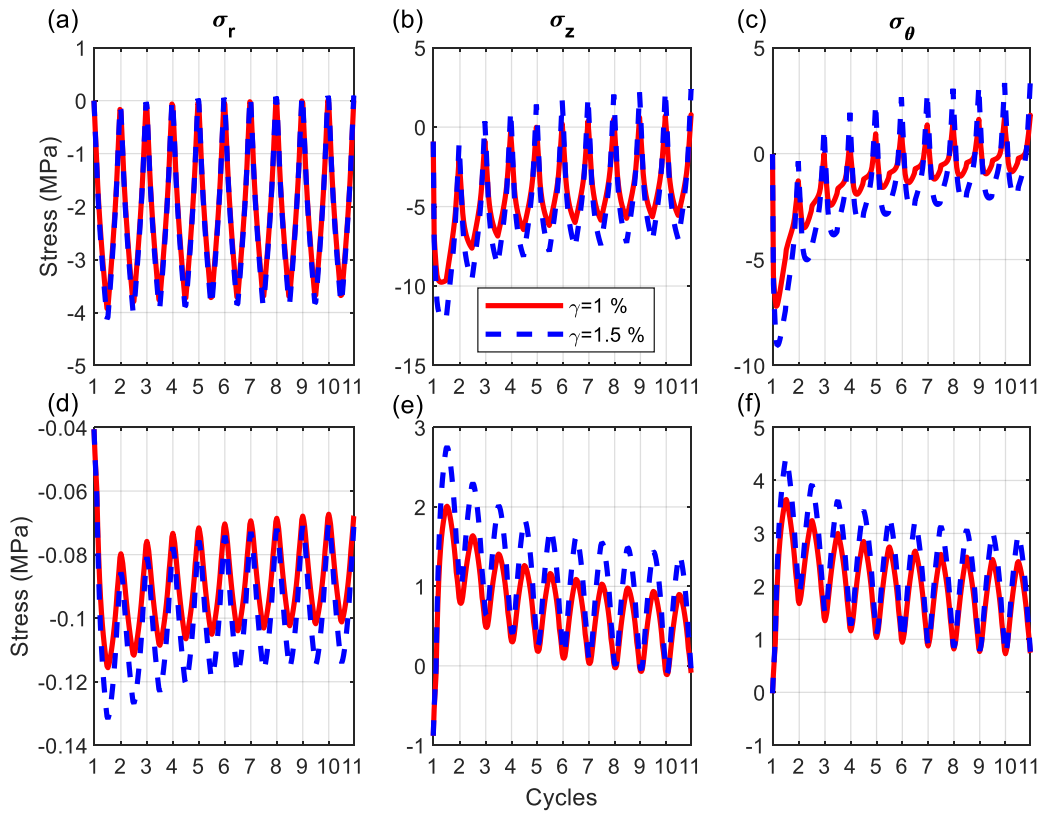 (a) σr (b) σz (c) σθ
1
0
-1
-2
-3
-4
-5
Stress (MPa)
1 2 3 4 5 6 7 8 9 10 11
5
0
-5
-10
-15
γ=1 %
γ=1.5 %
1 2 3 4 5 6 7 8 9 10 11
5
0
-5
-10
1 2 3 4 5 6 7 8 9 10 11
(d) (e) (f)
-0.04
-0.06
-0.08
-0.1
-0.12
-0.14
Stress (MPa)
1 2 3 4 5 6 7 8 9 10 11
3
2
1
0
-1
1 2 3 4 5 6 7 8 9 10 11
5
4
3
2
1
0
-1
1 2 3 4 5 6 7 8 9 10 11
Cycles